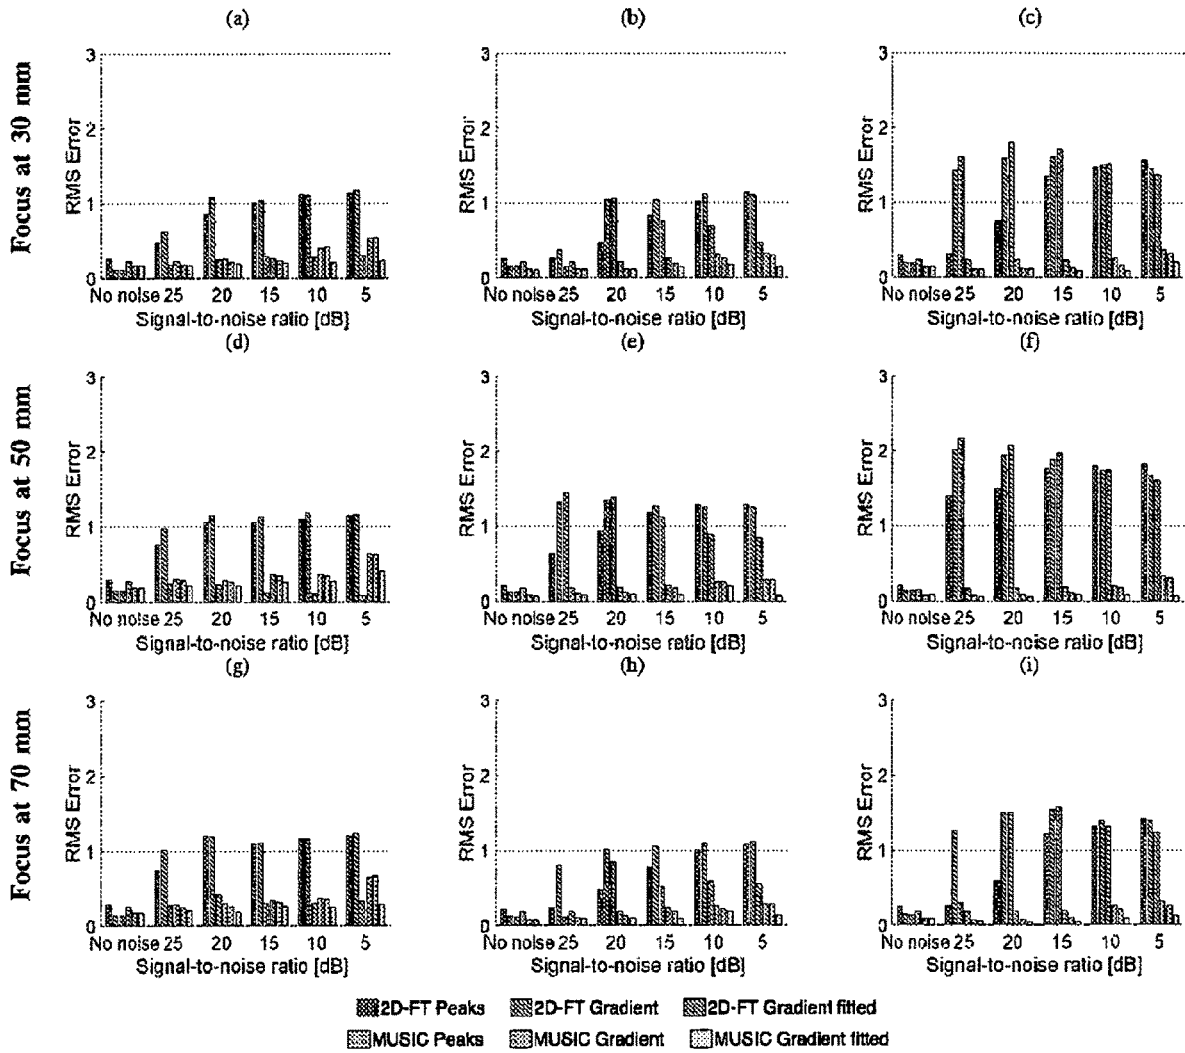 (a) (b) (c)
Focus at 30 mm
RMS Error
3
2
1
0
No noise 25 20 15 10 5
Signal-to-noise ratio [dB]
RMS Error
3
2
1
0
No noise 25 20 15 10 5
Signal-to-noise ratio [dB]
RMS Error
3
2
1
0
No noise 25 20 15 10 5
Signal-to-noise ratio [dB]
(d) (e) (f)
Focus at 50 mm
RMS Error
3
2
1
0
No noise 25 20 15 10 5
Signal-to-noise ratio [dB]
RMS Error
3
2
1
0
No noise 25 20 15 10 5
Signal-to-noise ratio [dB]
RMS Error
3
2
1
0
No noise 25 20 15 10 5
Signal-to-noise ratio [dB]
(g) (h) (i)
Focus at 70 mm
RMS Error
3
2
1
0
No noise 25 20 15 10 5
Signal-to-noise ratio [dB]
RMS Error
3
2
1
0
No noise 25 20 15 10 5
Signal-to-noise ratio [dB]
RMS Error
3
2
1
0
No noise 25 20 15 10 5
Signal-to-noise ratio [dB]
2D-FT Peaks 2D-FT Gradient 2D-FT Gradient fitted
MUSIC Peaks MUSIC Gradient MUSIC Gradient fitted